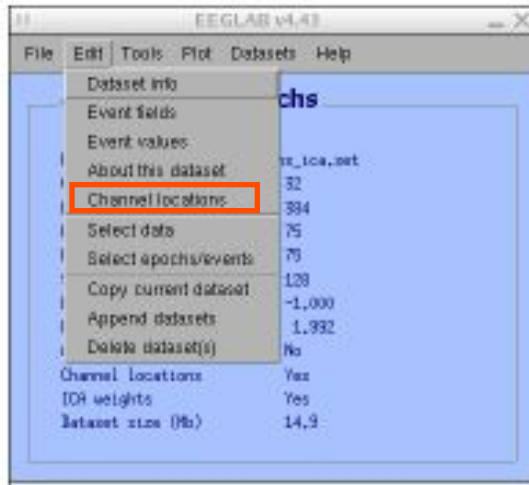 EEGLAB v4.43
File Edit Tools Plot Datasets Help
Dataset info
Event fields
Event values
About this dataset
Channel locations
Select data
Select epochs/events
Copy current dataset
Append datasets
Delete dataset(s)
chs
_ica.set
32
384
75
128
-1.000
1.992
No
Channel locations Yes
ICA weights Yes
Dataset size (Mb) 14.9